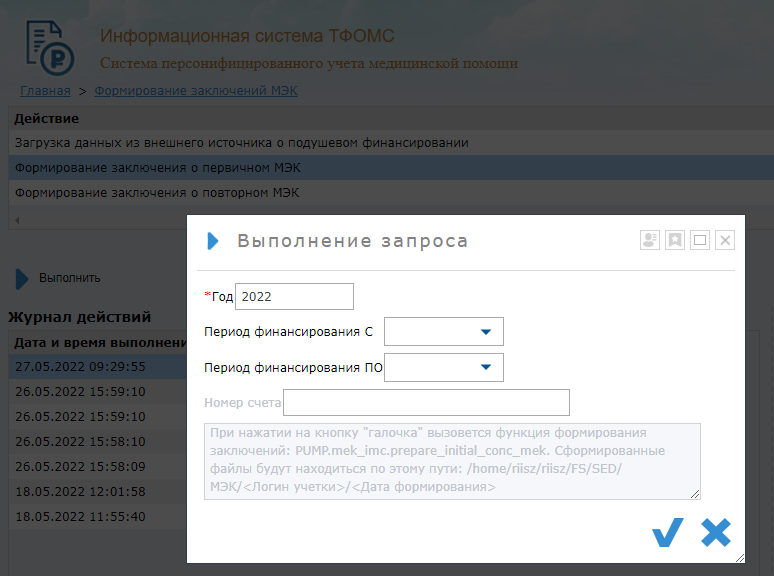 Информационная система ТФОМС
Система персонифицированного учета медицинской помощи
Главная > Формирование заключений МЭК
Действие
Загрузка данных из внешнего источника о подушевом финансировании
Формирование заключения о первичном МЭК
Формирование заключения о повторном МЭК
Выполнить
Журнал действий
Дата и время выполнени
27.05.2022 09:29:55
26.05.2022 15:59:10
26.05.2022 15:59:10
26.05.2022 15:58:10
26.05.2022 15:58:09
18.05.2022 12:01:58
18.05.2022 11:55:40
Выполнение запроса
*Год 2022
Период финансирования С
Период финансирования ПО
Номер счета
При нажатии на кнопку "галочка" вызовется функция формирования
заключений: PUMP.mek_imc.prepare_initial_conc_mek. Сформированные
файлы будут находиться по этому пути: /home/riisz/riisz/FS/SED/
МЭК/<Логин учетки>/<Дата формирования>